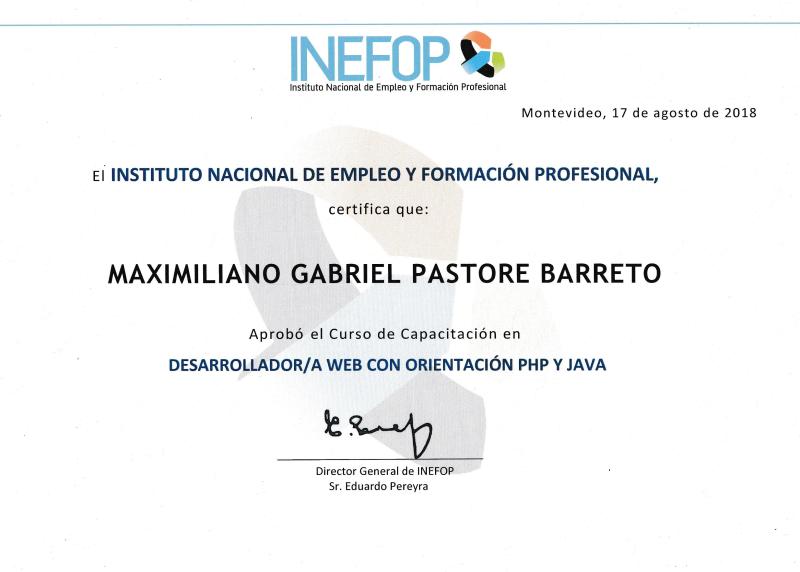 INEFOP
Instituto Nacional de Empleo y Formación Profesional
Montevideo, 17 de agosto de 2018
El INSTITUTO NACIONAL DE EMPLEO Y FORMACIÓN PROFESIONAL,
certifica que:
MAXIMILIANO GABRIEL PASTORE BARRETO
Aprobó el Curso de Capacitación en
DESARROLLADOR/A WEB CON ORIENTACIÓN PHP Y JAVA
Director General de INEFOP
Sr. Eduardo Pereyra